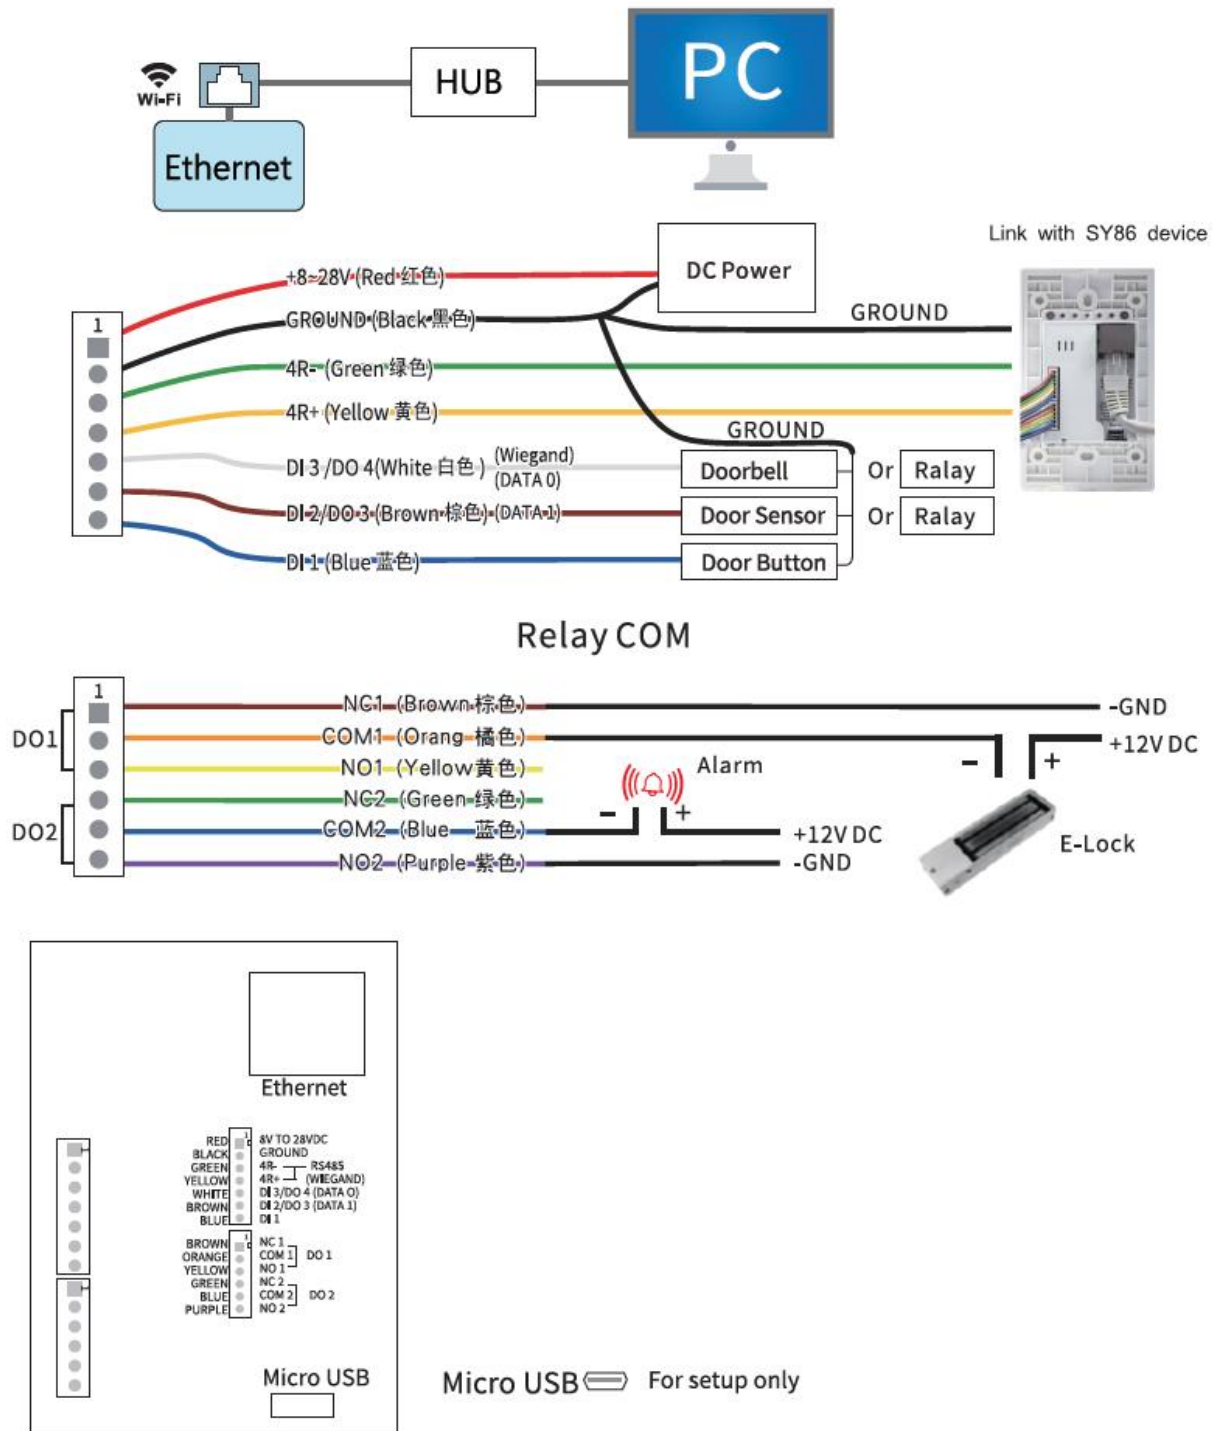 PC
HUB
Wi-Fi
Ethernet
Link with SY86 device
DC Power
+8~28V (Red 红色)
GROUND
GROUND (Black 黑色)
4R- (Green 绿色)
4R+ (Yellow 黄色)
GROUND
DI 3 /DO 4(White 白色 ) (Wiegand)
(DATA 0)
Doorbell Or Ralay
DI 2/DO 3 (Brown 棕色) (DATA 1)
Door Sensor Or Ralay
DI 1 (Blue 蓝色)
Door Button
1
Relay COM
1
NC1 (Brown 棕色)
-GND
DO1
COM1 (Orang 橘色)
+12V DC
- +
NO1 (Yellow 黄色)
Alarm
NC2 (Green 绿色)
- +
DO2
COM2 (Blue 蓝色)
+12V DC
E-Lock
NO2 (Purple 紫色)
-GND
Ethernet
1
RED 8V TO 28VDC
BLACK GROUND
GREEN 4R- RS485
YELLOW 4R+ (WIEGAND)
WHITE DI 3/DO 4 (DATA O)
BROWN DI 2/DO 3 (DATA 1)
BLUE DI 1
1
BROWN NC 1
ORANGE COM 1 DO 1
YELLOW NO 1
GREEN NC 2
BLUE COM 2 DO 2
PURPLE NO 2
Micro USB
Micro USB For setup only